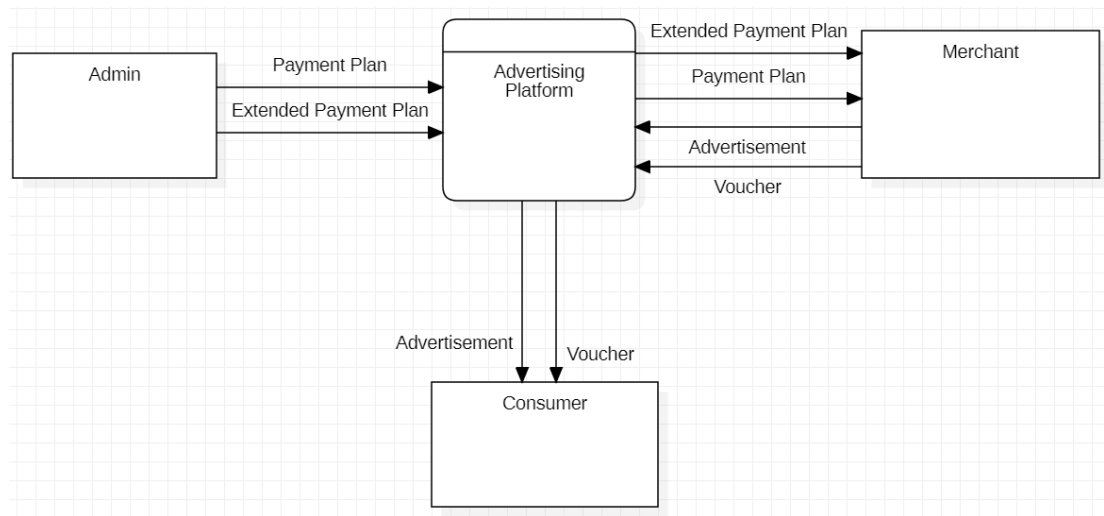 Admin
Payment Plan
Extended Payment Plan
Advertising
Platform
Extended Payment Plan
Payment Plan
Advertisement
Voucher
Merchant
Advertisement
Voucher
Consumer